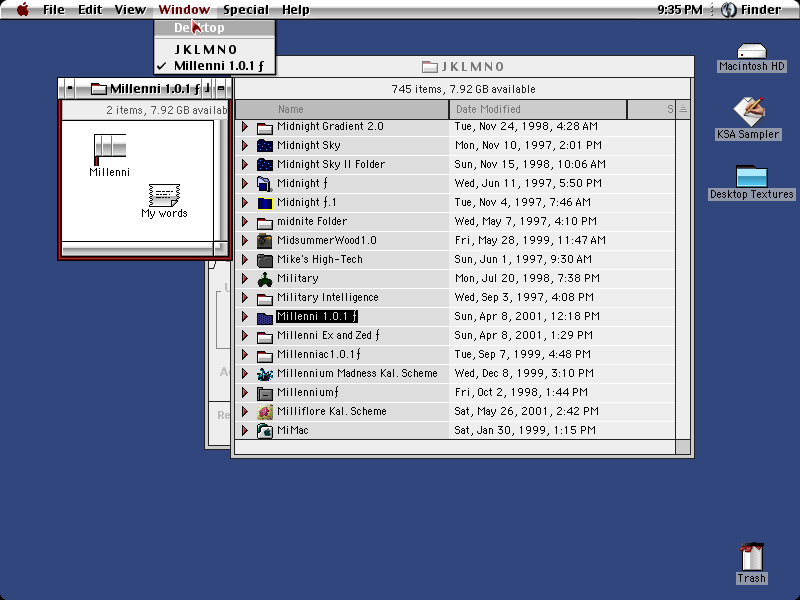 File Edit View Window Special Help 9:35 PM Finder
Desktop
J K L M N O
✓ Millenni 1.0.1 ƒ
Millenni 1.0.1 ƒ
2 items, 7.92 GB availab
Millenni
My words
J K L M N O
745 items, 7.92 GB available
Name Date Modified S
Midnight Gradient 2.0 Tue, Nov 24, 1998, 4:28 AM
Midnight Sky Mon, Nov 10, 1997, 2:01 PM
Midnight Sky II Folder Sun, Nov 15, 1998, 10:06 AM
Midnight ƒ Wed, Jun 11, 1997, 5:50 PM
Midnight ƒ.1 Tue, Nov 4, 1997, 7:46 AM
midnite Folder Wed, May 7, 1997, 4:10 PM
MidsummerWood1.0 Fri, May 28, 1999, 11:47 AM
Mike's High-Tech Sun, Jun 1, 1997, 9:30 AM
Military Mon, Jul 20, 1998, 7:38 PM
Military Intelligence Wed, Sep 3, 1997, 4:08 PM
Millenni 1.0.1 ƒ Sun, Apr 8, 2001, 12:18 PM
Millenni Ex and Zed ƒ Sun, Apr 8, 2001, 1:29 PM
Millenniac1.0.1ƒ Tue, Sep 7, 1999, 4:48 PM
Millennium Madness Kal. Scheme Wed, Dec 8, 1999, 3:10 PM
Millenniumƒ Fri, Oct 2, 1998, 1:44 PM
Milliflore Kal. Scheme Sat, May 26, 2001, 2:42 PM
MiMac Sat, Jan 30, 1999, 1:15 PM
Re
Macintosh HD
KSA Sampler
Desktop Textures
Trash